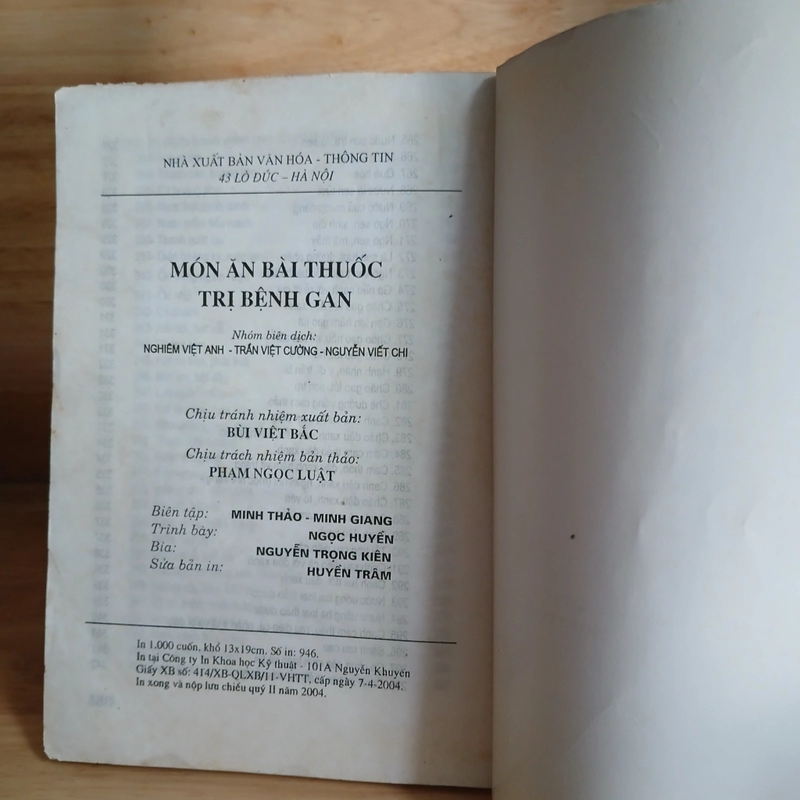 NHÀ XUẤT BẢN VĂN HÓA - THÔNG TIN
43 LÒ ĐÚC – HÀ NỘI
MÓN ĂN BÀI THUỐC
TRỊ BỆNH GAN
Nhóm biên dịch:
NGHIÊM VIỆT ANH - TRẦN VIỆT CƯỜNG - NGUYỄN VIẾT CHI
Chịu tránh nhiệm xuất bản:
BÙI VIỆT BẮC
Chịu trách nhiệm bản thảo:
PHẠM NGỌC LUẬT
Biên tập: MINH THẢO - MINH GIANG
Trình bày: NGỌC HUYỀN
Bìa: NGUYỄN TRỌNG KIÊN
Sửa bản in: HUYỀN TRÂM
In 1.000 cuốn, khổ 13x19cm. Số in: 946.
In tại Công ty In Khoa học Kỹ thuật - 101A Nguyễn Khuyến
Giấy XB số: 414/XB-QLXB/11-VHTT, cấp ngày 7-4-2004.
In xong và nộp lưu chiểu quý II năm 2004.